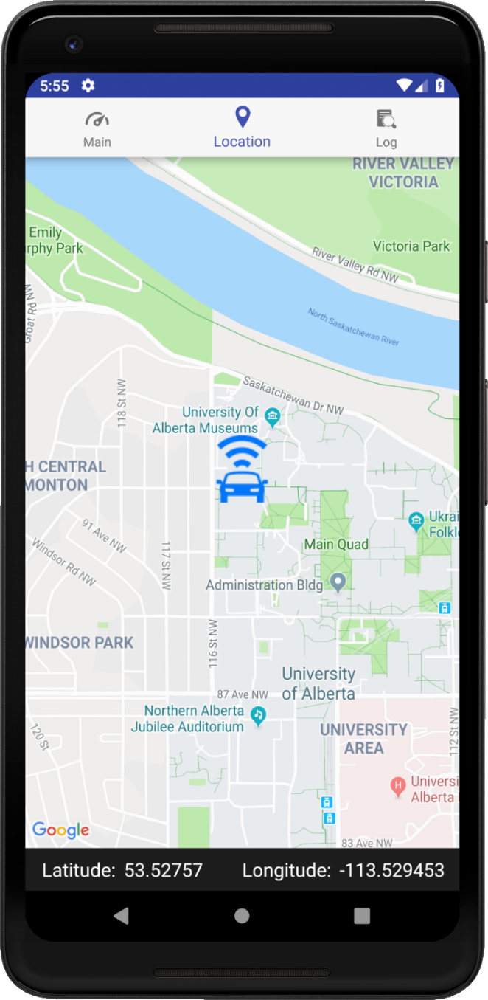 5:55
Main
Location
Log
RIVER VALLEY
VICTORIA
Emily
rphy Park
Victoria Park
River Valley Rd NW
Groat Rd NW
North Saskatchewan River
118 St NW
Saskatchewan Dr NW
University Of
Alberta Museums
H CENTRAL
MONTON
91 Ave NW
Ukrai
Folkl
117 St NW
Windsor Rd NW
Main Quad
Administration Bldg
WINDSOR PARK
116 St NW
University
of Alberta
87 Ave NW
Northern Alberta
Jubilee Auditorium
120 St
UNIVERSITY
AREA
112 St NW
H
Universi
Alberta
Google
83 Ave NW
Latitude: 53.52757 Longitude: -113.529453